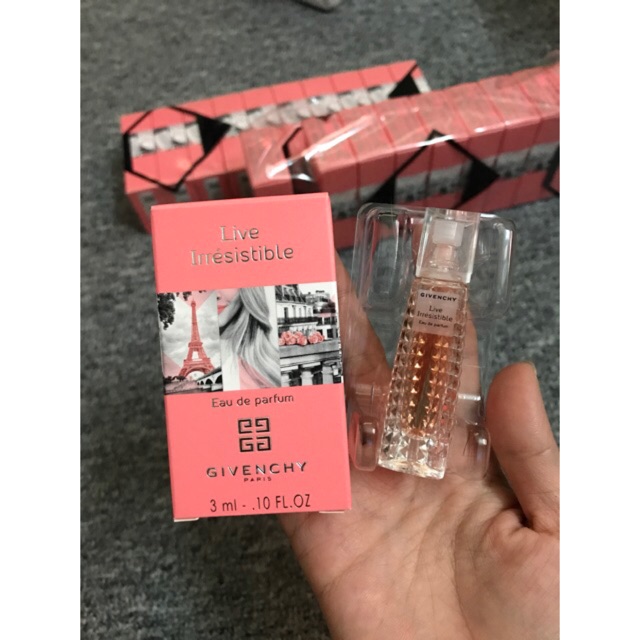 Live
Irrésistible
Eau de parfum
GIVENCHY
PARIS
3 ml - .10 FL.OZ
GIVENCHY
Live
Irrésistible
Eau de parfum